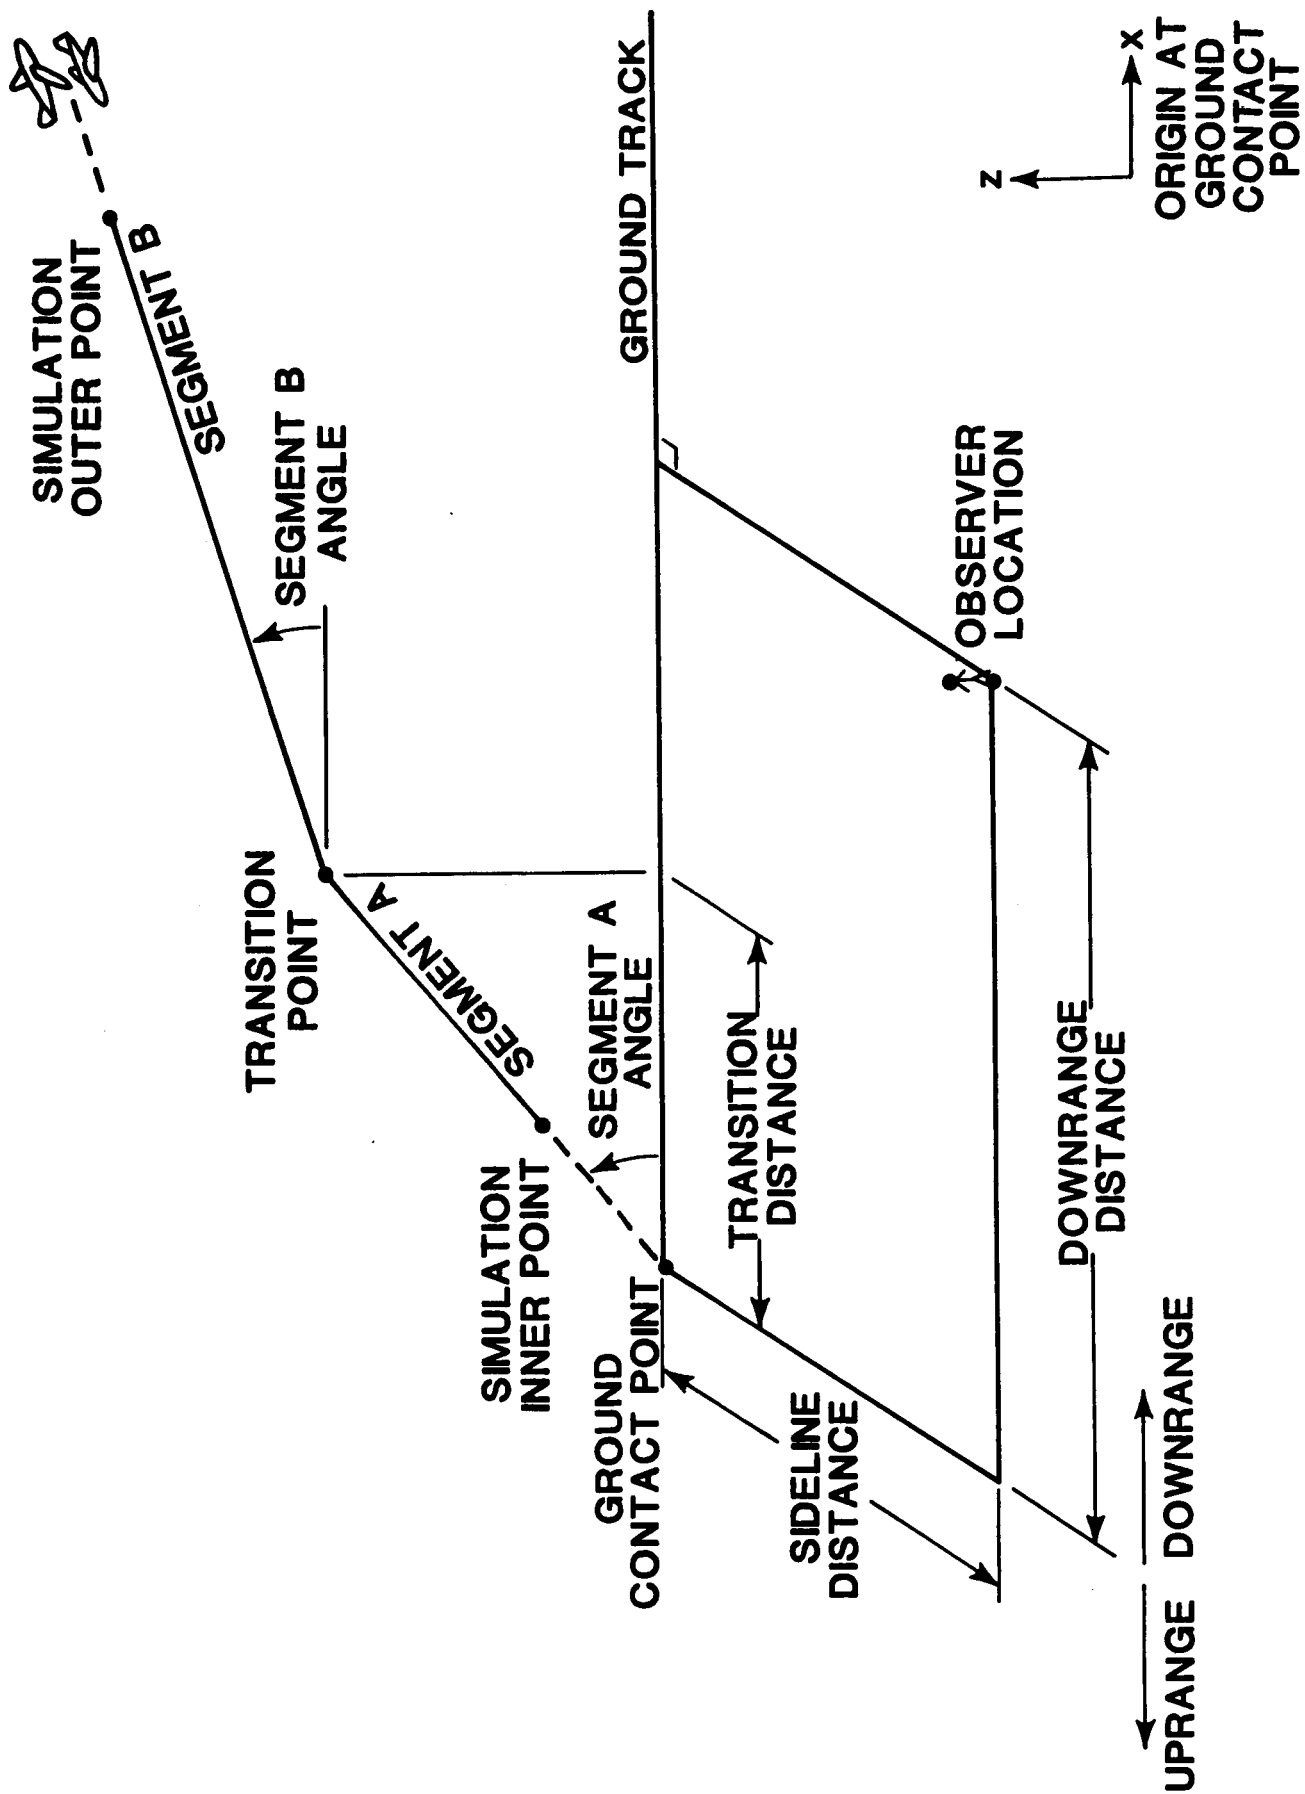 SIMULATION
OUTER POINT
SEGMENT B
SEGMENT B
ANGLE
TRANSITION
POINT
SEGMENT A
SIMULATION
INNER POINT
SEGMENT A
ANGLE
GROUND TRACK
GROUND
CONTACT POINT
TRANSITION
DISTANCE
SIDELINE
DISTANCE
OBSERVER
LOCATION
DOWNRANGE
DISTANCE
UPRANGE DOWNRANGE
Z
X
ORIGIN AT
GROUND
CONTACT
POINT